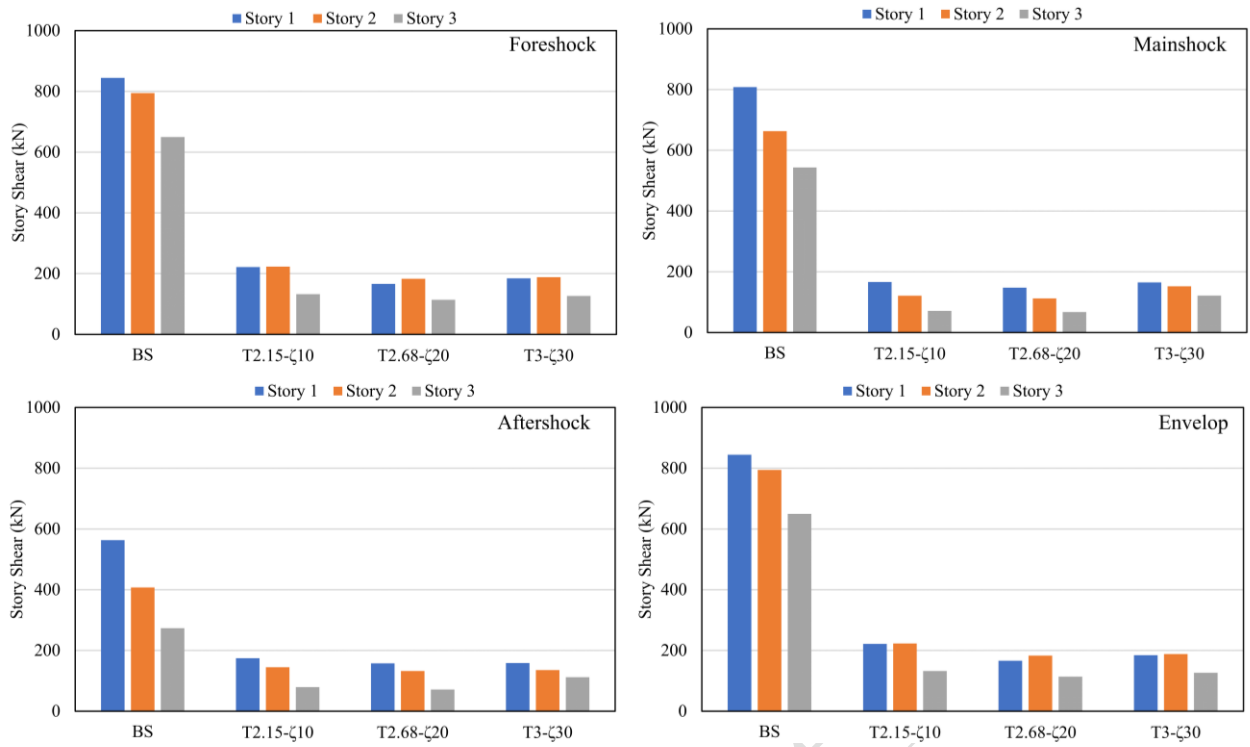 Story 1 Story 2 Story 3
Foreshock
1000
800
600
400
200
0
Story Shear (kN)
BS T2.15-ζ10 T2.68-ζ20 T3-ζ30
Story 1 Story 2 Story 3
Mainshock
1000
800
600
400
200
0
Story Shear (kN)
BS T2.15-ζ10 T2.68-ζ20 T3-ζ30
Story 1 Story 2 Story 3
Aftershock
1000
800
600
400
200
0
Story Shear (kN)
BS T2.15-ζ10 T2.68-ζ20 T3-ζ30
Story 1 Story 2 Story 3
Envelop
1000
800
600
400
200
0
Story Shear (kN)
BS T2.15-ζ10 T2.68-ζ20 T3-ζ30